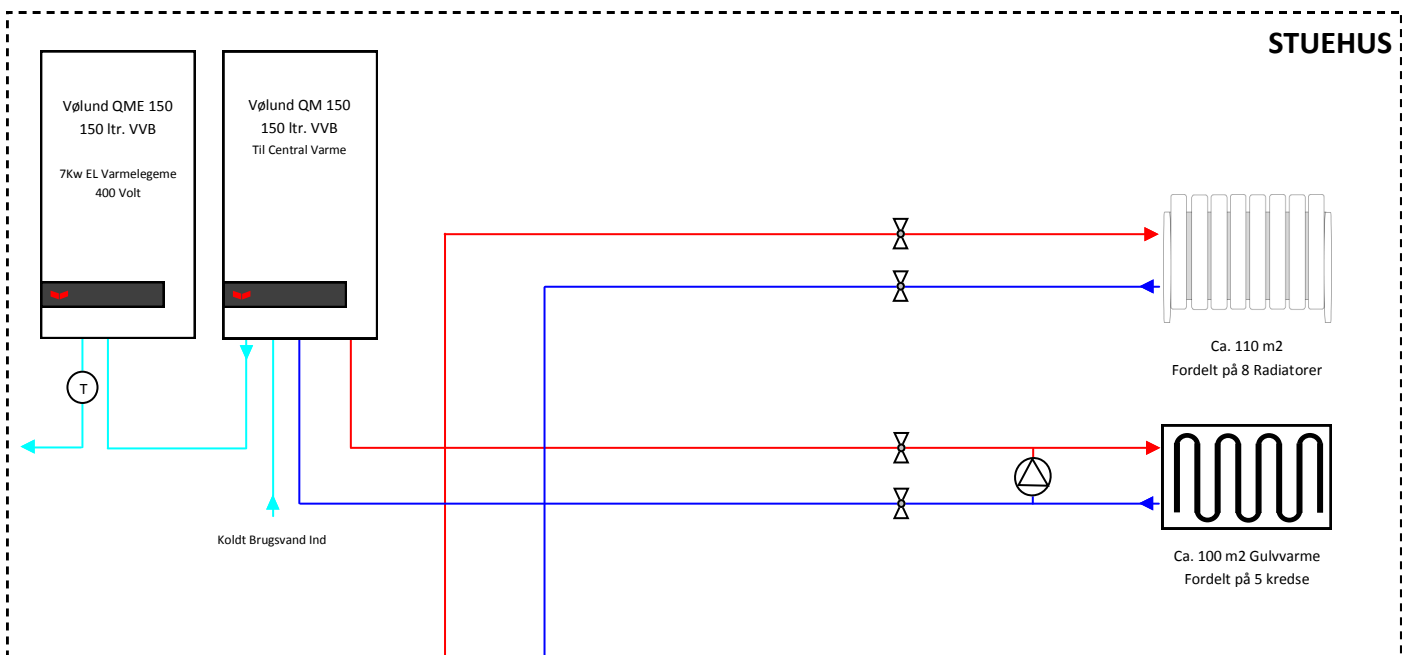 STUEHUS
Vølund QME 150
150 ltr. VVB
7Kw EL Varmelegeme
400 Volt
Vølund QM 150
150 ltr. VVB
Til Central Varme
Ca. 110 m2
Fordelt på 8 Radiatorer
T
Koldt Brugsvand Ind
Ca. 100 m2 Gulvvarme
Fordelt på 5 kredse